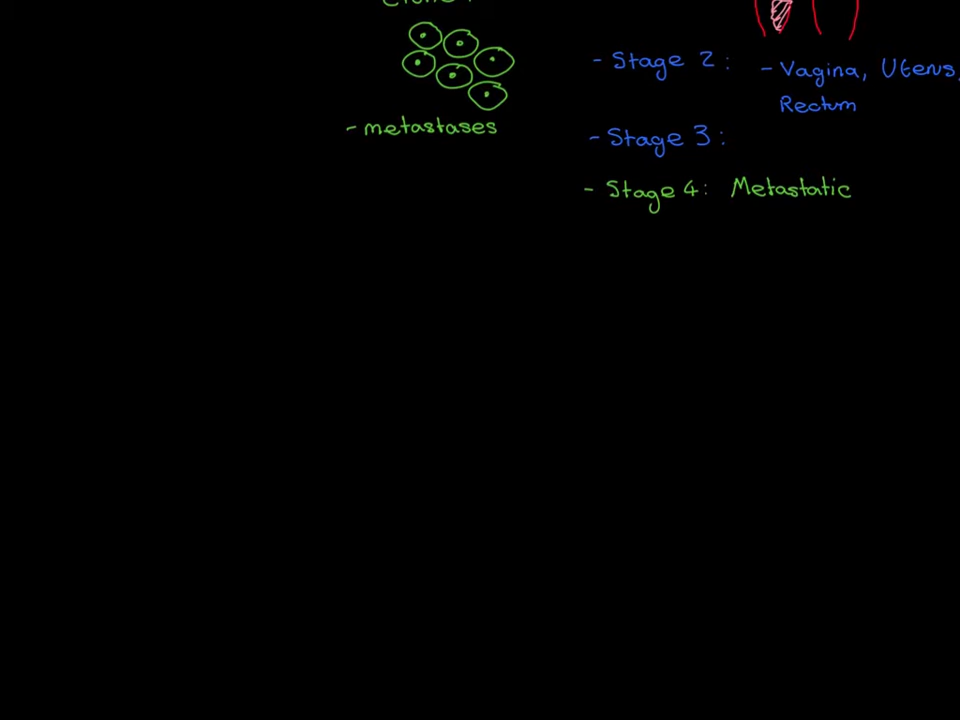 - metastases
- Stage 2: - Vagina, Uterus,
Rectum
- Stage 3:
- Stage 4: Metastatic